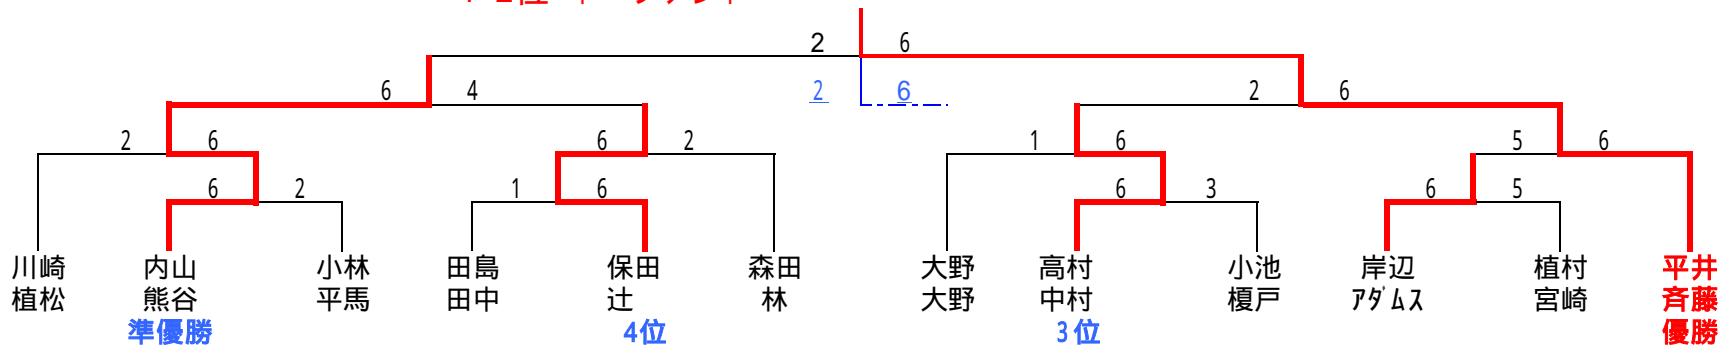 2 6
6 4 2 6 2 6
2 6 6 2 1 6 5 6
6 2 1 6 6 3 6 5
川崎 内山 小林 田島 保田 森田 大野 高村 小池 岸辺 植村 平井
植松 熊谷 平馬 田中 辻 林 大野 中村 榎戸 ｱﾀﾞﾑｽ 宮崎 斉藤
準優勝 4位 3位 優勝